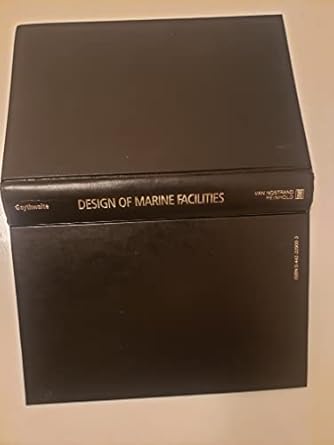 Gaythwaite
DESIGN OF MARINE FACILITIES
VAN NOSTRAND
REINHOLD